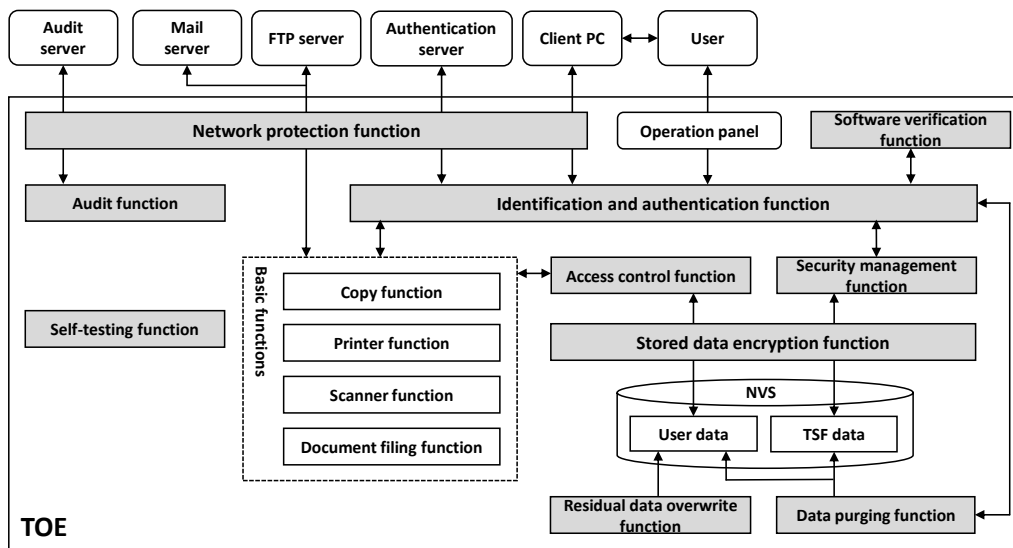 Audit
server
Mail
server
FTP server
Authentication
server
Client PC
User
Network protection function
Operation panel
Software verification
function
Audit function
Identification and authentication function
Basic functions
Copy function
Printer function
Scanner function
Document filing function
Access control function
Security management
function
Self-testing function
Stored data encryption function
NVS
User data
TSF data
Residual data overwrite
function
Data purging function
TOE